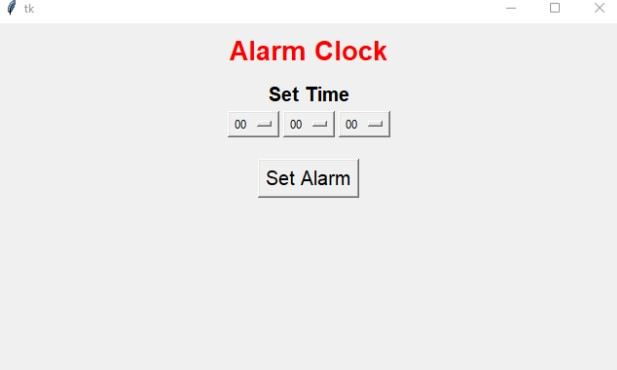 tk
Alarm Clock
Set Time
00 00 00
Set Alarm